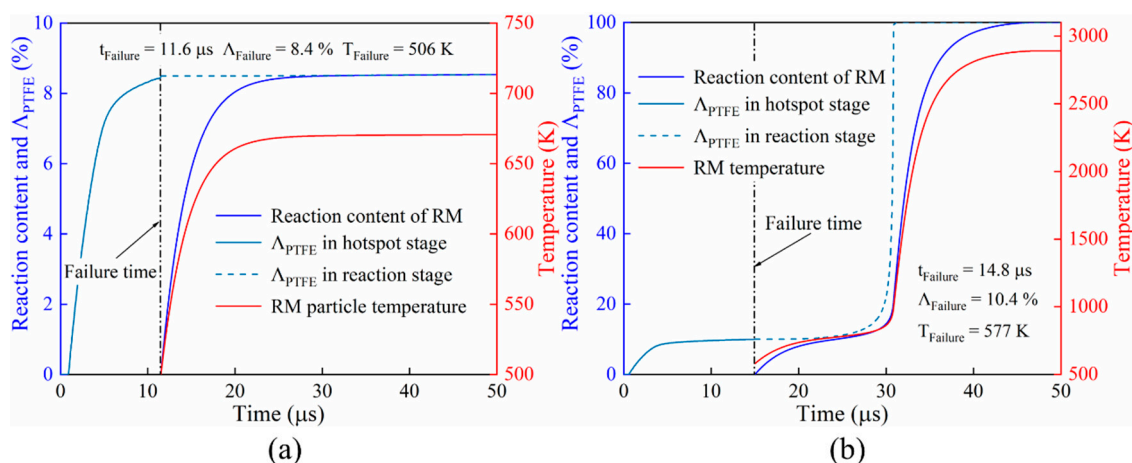 Reaction content and Λ_PTFE (%)
10
8
6
4
2
0
t_Failure = 11.6 μs Λ_Failure = 8.4 % T_Failure = 506 K
Failure time
Reaction content of RM
Λ_PTFE in hotspot stage
Λ_PTFE in reaction stage
RM particle temperature
750
700
650
600
550
500
Temperature (K)
0 10 20 30 40 50
Time (μs)
(a)
Reaction content and Λ_PTFE (%)
100
80
60
40
20
0
Reaction content of RM
Λ_PTFE in hotspot stage
Λ_PTFE in reaction stage
RM temperature
Failure time
t_Failure = 14.8 μs
Λ_Failure = 10.4 %
T_Failure = 577 K
3000
2500
2000
1500
1000
500
Temperature (K)
0 10 20 30 40 50
Time (μs)
(b)